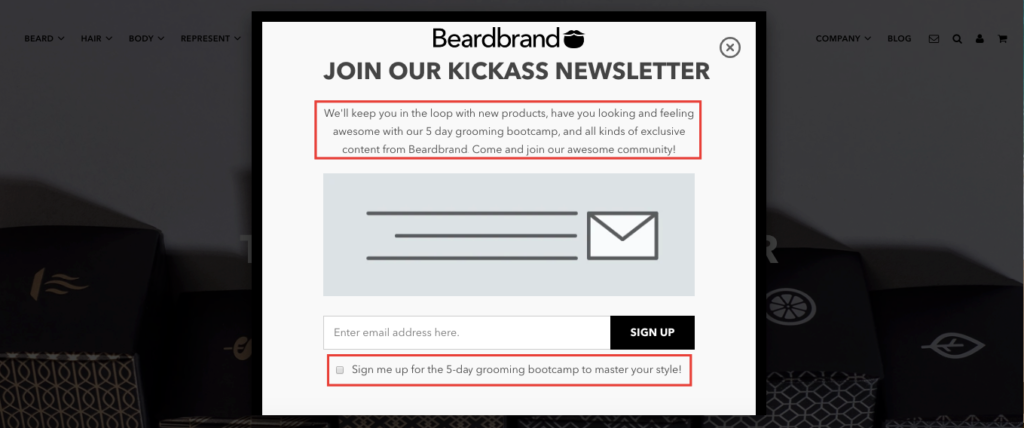 BEARD HAIR BODY REPRESENT
COMPANY BLOG
Beardbrand
JOIN OUR KICKASS NEWSLETTER
We'll keep you in the loop with new products, have you looking and feeling
awesome with our 5 day grooming bootcamp, and all kinds of exclusive
content from Beardbrand. Come and join our awesome community!
T R
Enter email address here.
SIGN UP
Sign me up for the 5-day grooming bootcamp to master your style!